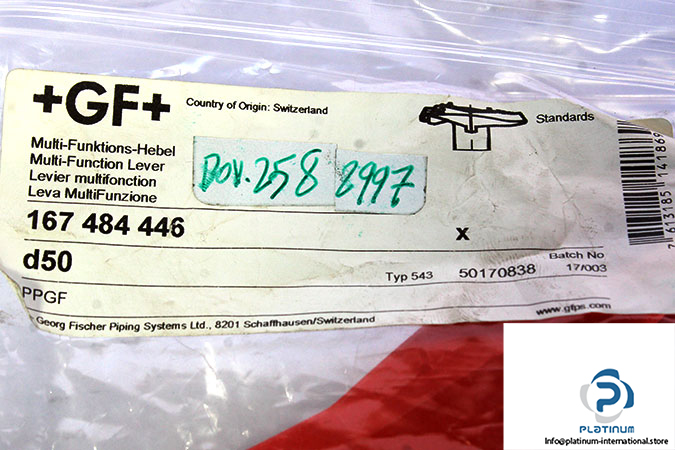 +GF+
Country of Origin: Switzerland
Standards
Multi-Funktions-Hebel
Multi-Function Lever
Levier multifonction
Leva MultiFunzione
BOV.258 2997
167 484 446
x
d50
Typ 543
50170838
Batch No
17/003
PPGF
www.gfps.com
Georg Fischer Piping Systems Ltd., 8201 Schaffhausen/Switzerland
7 613185 141869
PLATINUM
Info@platinum-international.store